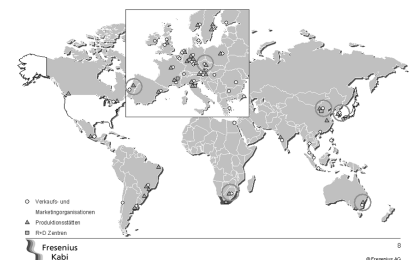 Verkaufs- und
Marketingorganisationen
Produktionsstätten
R+D Zentren
Fresenius
Kabi
8
© Fresenius AG